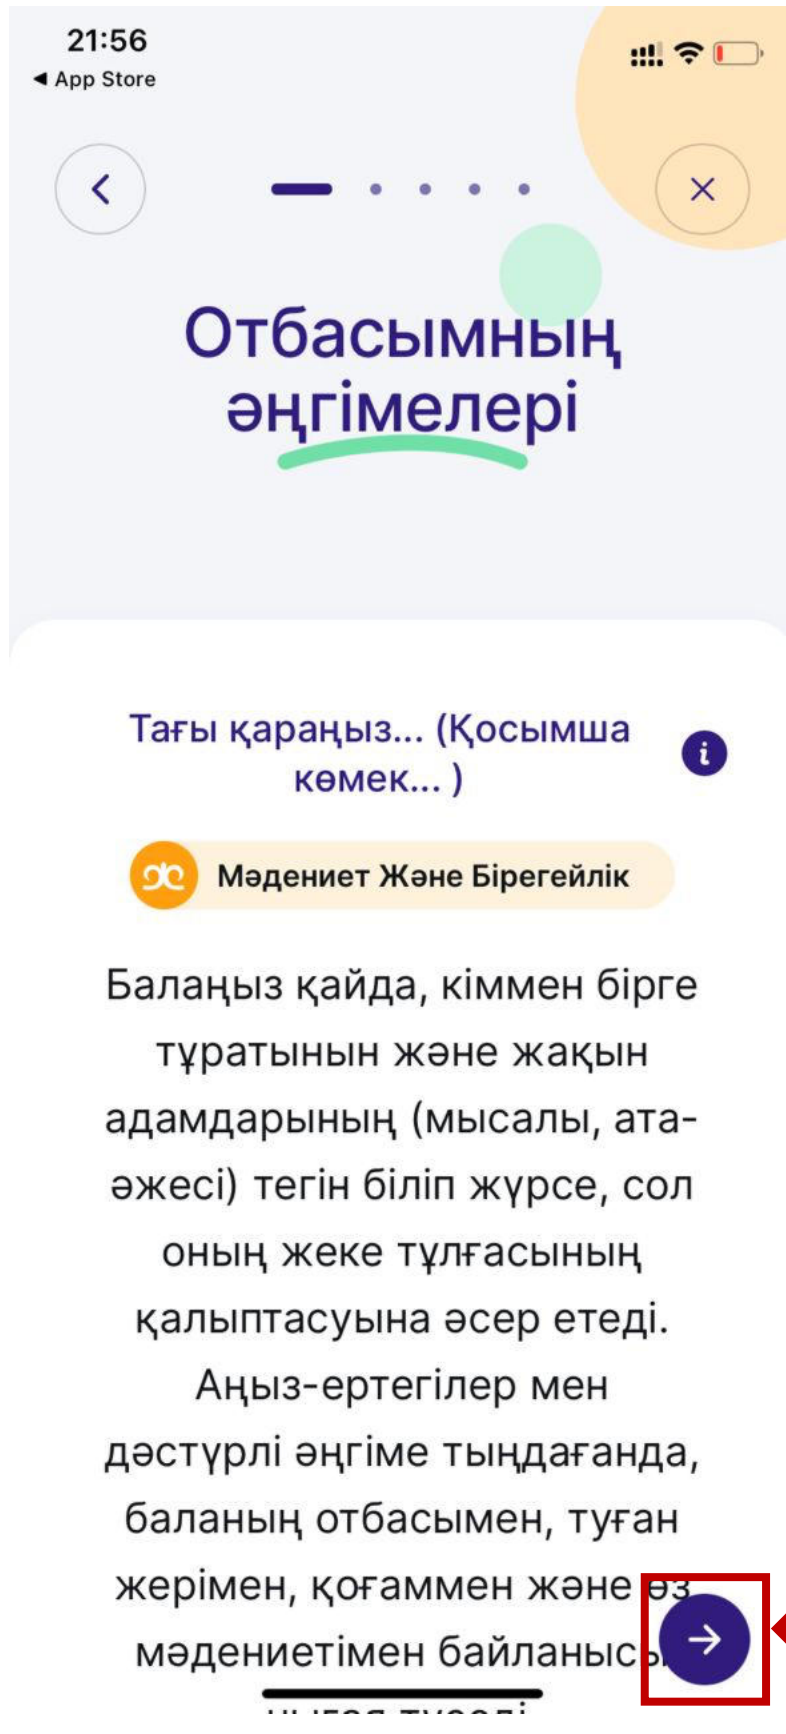 21:56
◀ App Store
Отбасымның
әңгімелері
Тағы қараңыз... (Қосымша
көмек... )
Мәдениет Және Бірегейлік
Балаңыз қайда, кіммен бірге
тұратынын және жақын
адамдарының (мысалы, ата-
әжесі) тегін біліп жүрсе, сол
оның жеке тұлғасының
қалыптасуына әсер етеді.
Аңыз-ертегілер мен
дәстүрлі әңгіме тыңдағанда,
баланың отбасымен, туған
жерімен, қоғаммен және өз
мәдениетімен байланысы